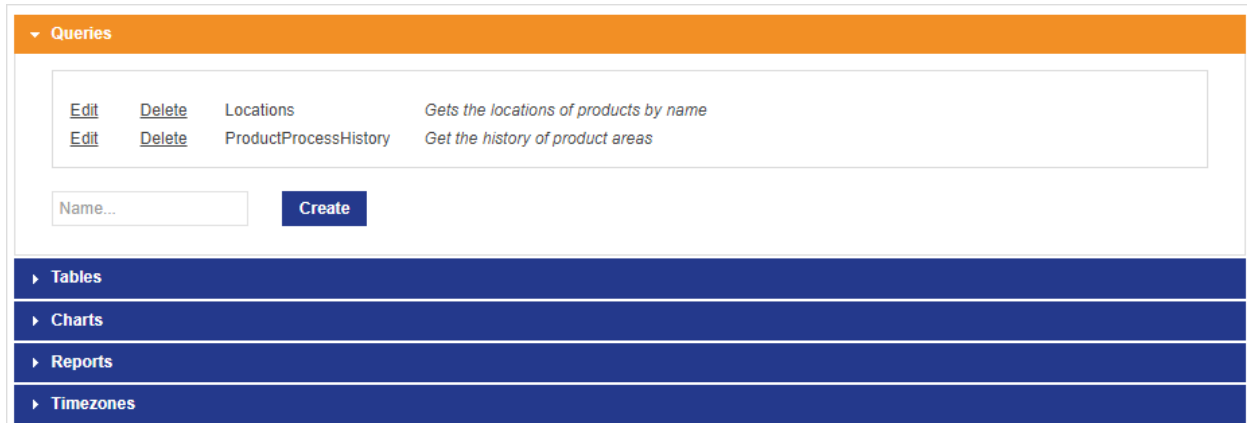 Queries
Edit Delete Locations Gets the locations of products by name
Edit Delete ProductProcessHistory Get the history of product areas
Name... Create
Tables
Charts
Reports
Timezones